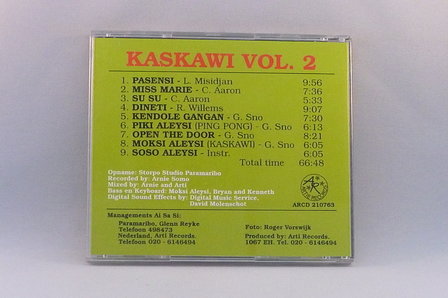 KASKAWI VOL. 2
1. PASENSI - L. Misidjan 9:56
2. MISS MARIE - C. Aaron 7:36
3. SU SU - C. Aaron 5:33
4. DINETI - R. Willems 9:07
5. KENDOLE GANGAN - G. Sno 7:30
6. PIKI ALEYSI (PING PONG) - G. Sno 6:13
7. OPEN THE DOOR - G. Sno 8:21
8. MOKSI ALEYSI (KASKAWI) - G. Sno 6:05
9. SOSO ALEYSI - Instr. 6:05
Total time 66:48
Opname: Storpo Studio Paramaribo
Recorded by: Arnie Somo
Mixed by: Arnie and Arti
Bass en Keyboard: Moksi Aleysi, Bryan and Kenneth
Digital Sound Effects by: Digital Music Service,
David Molenschot
ARCD 210763
Managements Ai Sa Si:
Paramaribo, Glenn Reyke
Telefoon 498473
Nederland, Arti Records.
Telefoon 020 - 6146494
Foto: Roger Vorswijk
Produced by: Arti Records.
1067 EH. Tel. 020 - 6146494